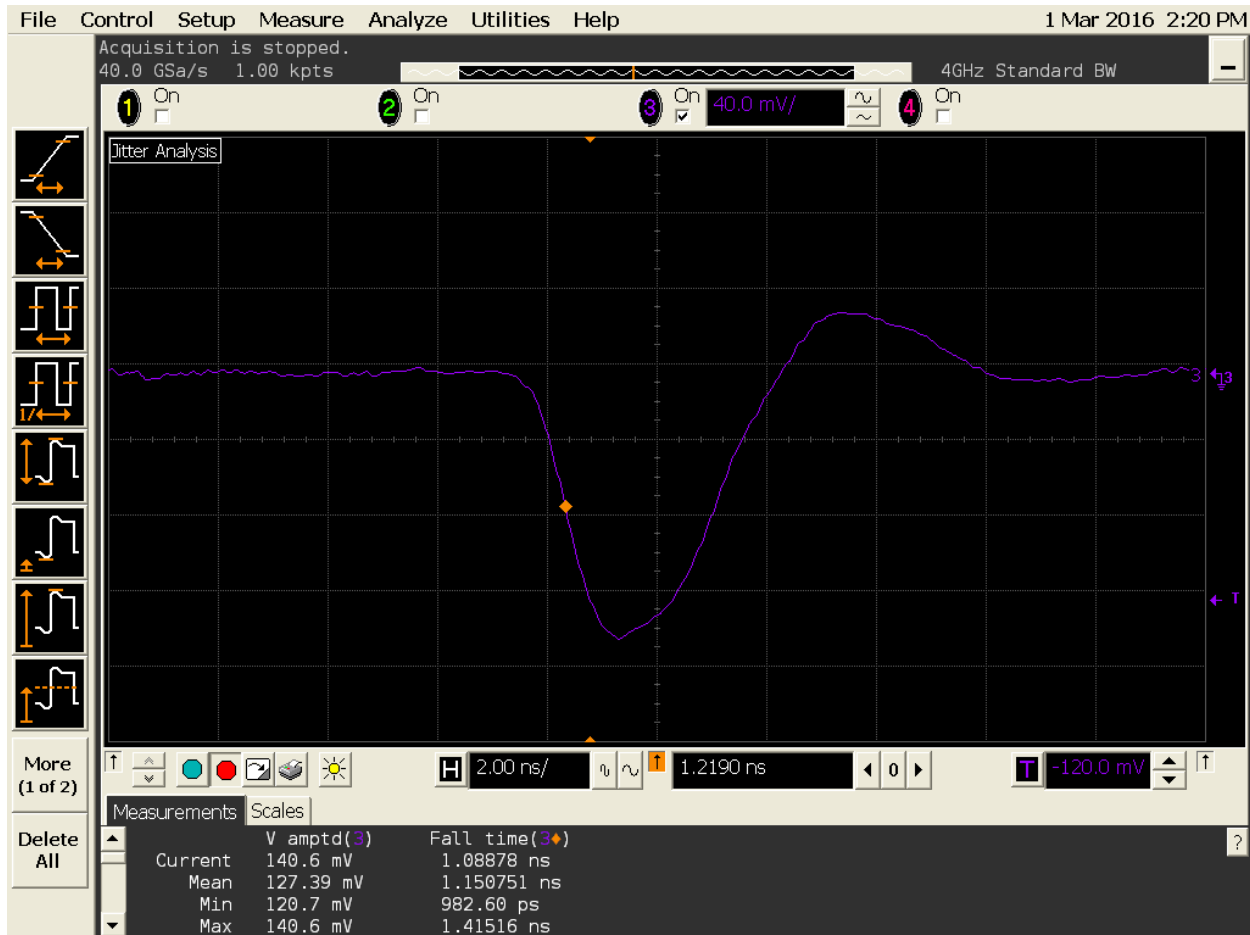 File Control Setup Measure Analyze Utilities Help 1 Mar 2016 2:20 PM
Acquisition is stopped.
40.0 GSa/s 1.00 kpts 4GHz Standard BW
1 On 2 On 3 On 40.0 mV/ 4 On
Jitter Analysis
1/
3 3
T
More
(1 of 2)
Delete
All
H 2.00 ns/ 1.2190 ns 0 T -120.0 mV
Measurements Scales
V amptd(3) Fall time(3♦) ?
Current 140.6 mV 1.08878 ns
Mean 127.39 mV 1.150751 ns
Min 120.7 mV 982.60 ps
Max 140.6 mV 1.41516 ns